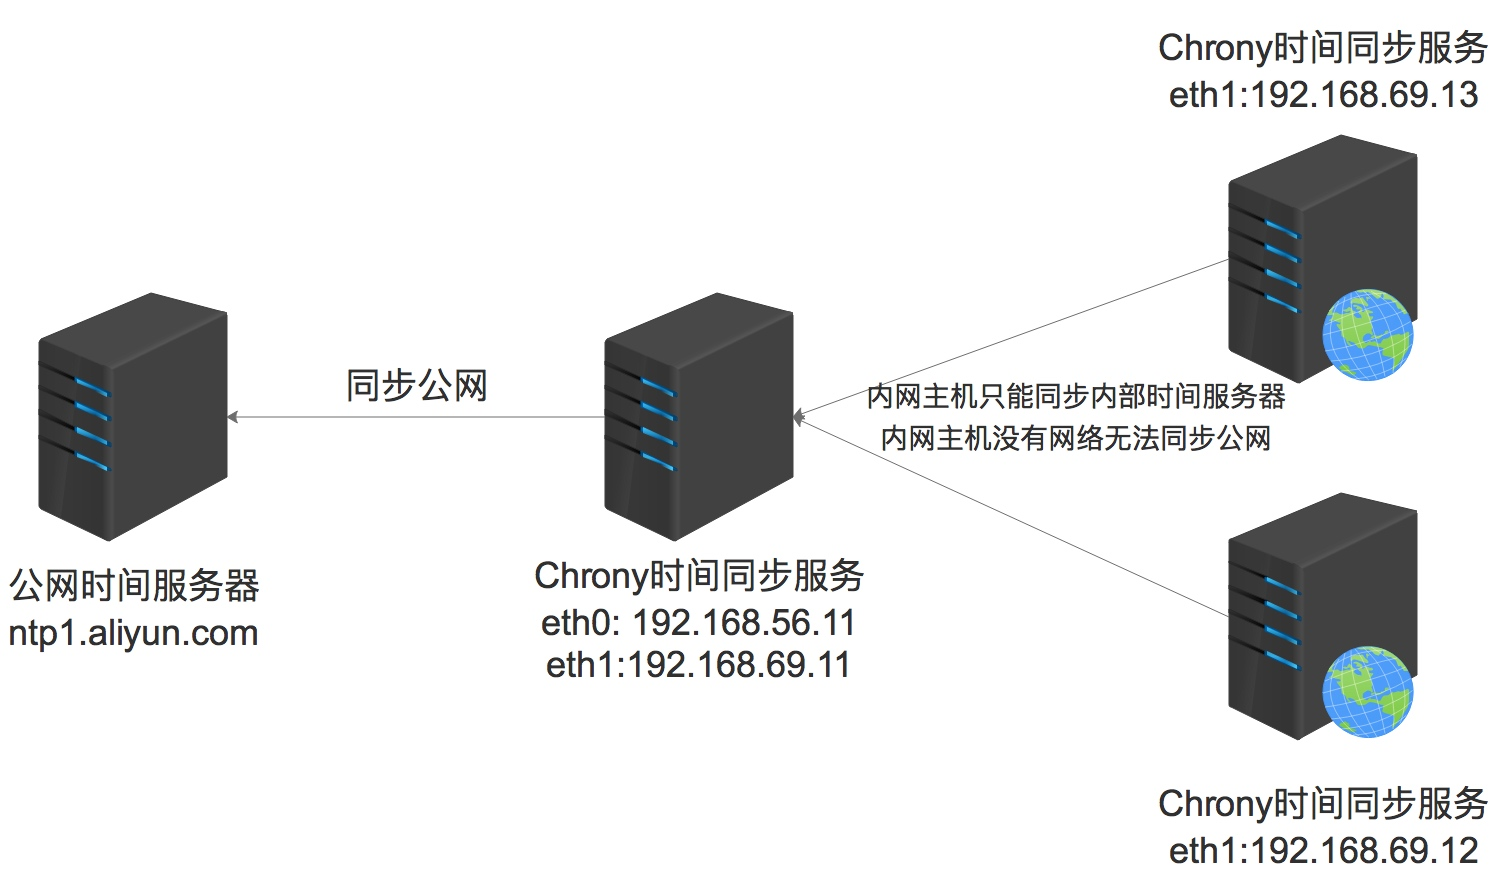 Chrony时间同步服务
eth1:192.168.69.13
同步公网
内网主机只能同步内部时间服务器
内网主机没有网络无法同步公网
公网时间服务器
ntp1.aliyun.com
Chrony时间同步服务
eth0: 192.168.56.11
eth1:192.168.69.11
Chrony时间同步服务
eth1:192.168.69.12